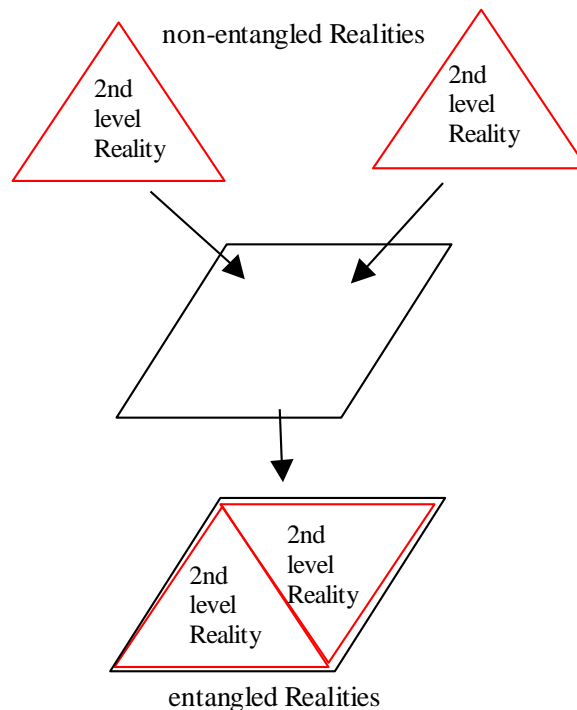 non-entangled Realities
2nd
level
Reality
2nd
level
Reality
2nd
level
Reality
2nd
level
Reality
entangled Realities